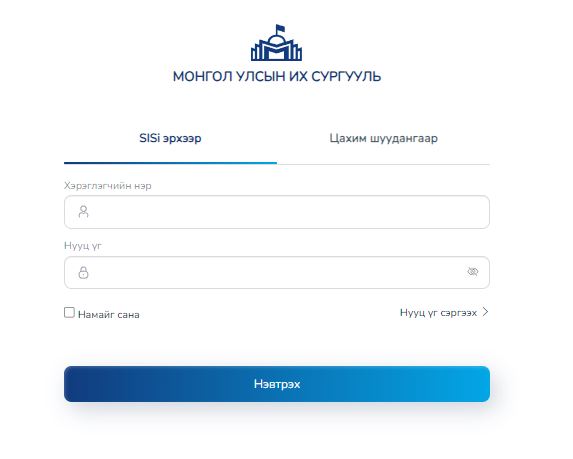 МОНГОЛ УЛСЫН ИХ СУРГУУЛЬ
SISi эрхээр
Цахим шуудангаар
Хэрэглэгчийн нэр
Нууц үг
Намайг сана
Нууц үг сэргээх
Нэвтрэх